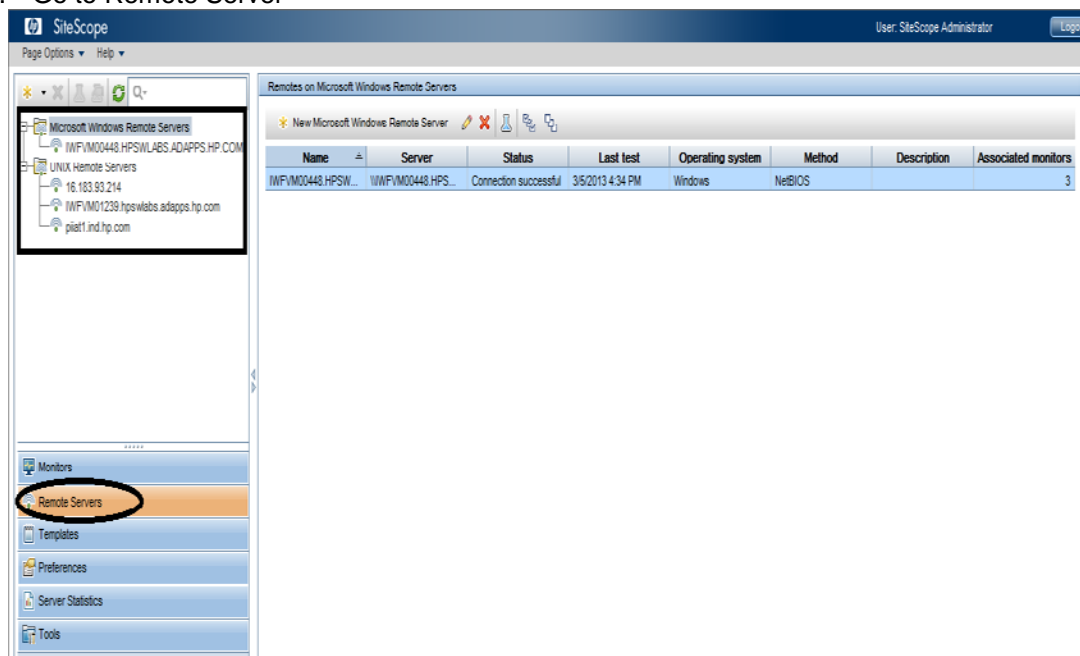 Go to Remote Server
SiteScope
User: SiteScope Administrator
Page Options Help
Remotes on Microsoft Windows Remote Servers
New Microsoft Windows Remote Server
Name Server Status Last test Operating system Method Description Associated monitors
IWFVM00448.HPSW... \\IWFVM00448.HPS... Connection successful 3/5/2013 4:34 PM Windows NetBIOS 3
Microsoft Windows Remote Servers
IWFVM00448.HPSWLABS.ADAPPS.HP.COM
UNIX Remote Servers
16.183.93.214
IWFVM01239.hpswlabs.adapps.hp.com
piiat1.ind.hp.com
Monitors
Remote Servers
Templates
Preferences
Server Statistics
Tools